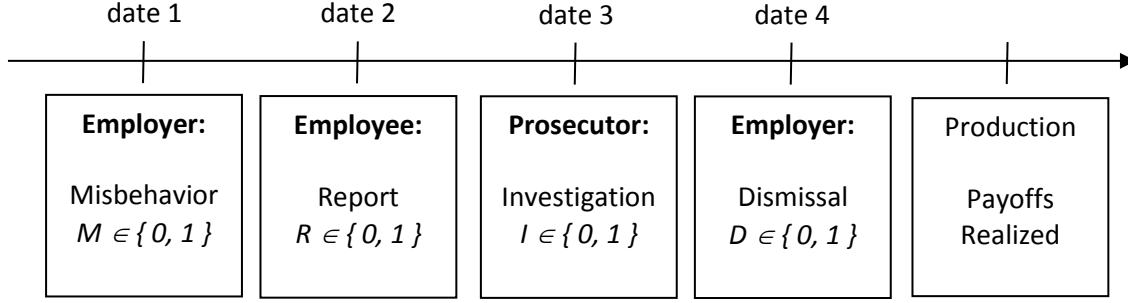 date 1 date 2 date 3 date 4
Employer: Employee: Prosecutor: Employer: Production
Misbehavior Report Investigation Dismissal Payoffs
M ∈ { 0, 1 } R ∈ { 0, 1 } I ∈ { 0, 1 } D ∈ { 0, 1 } Realized